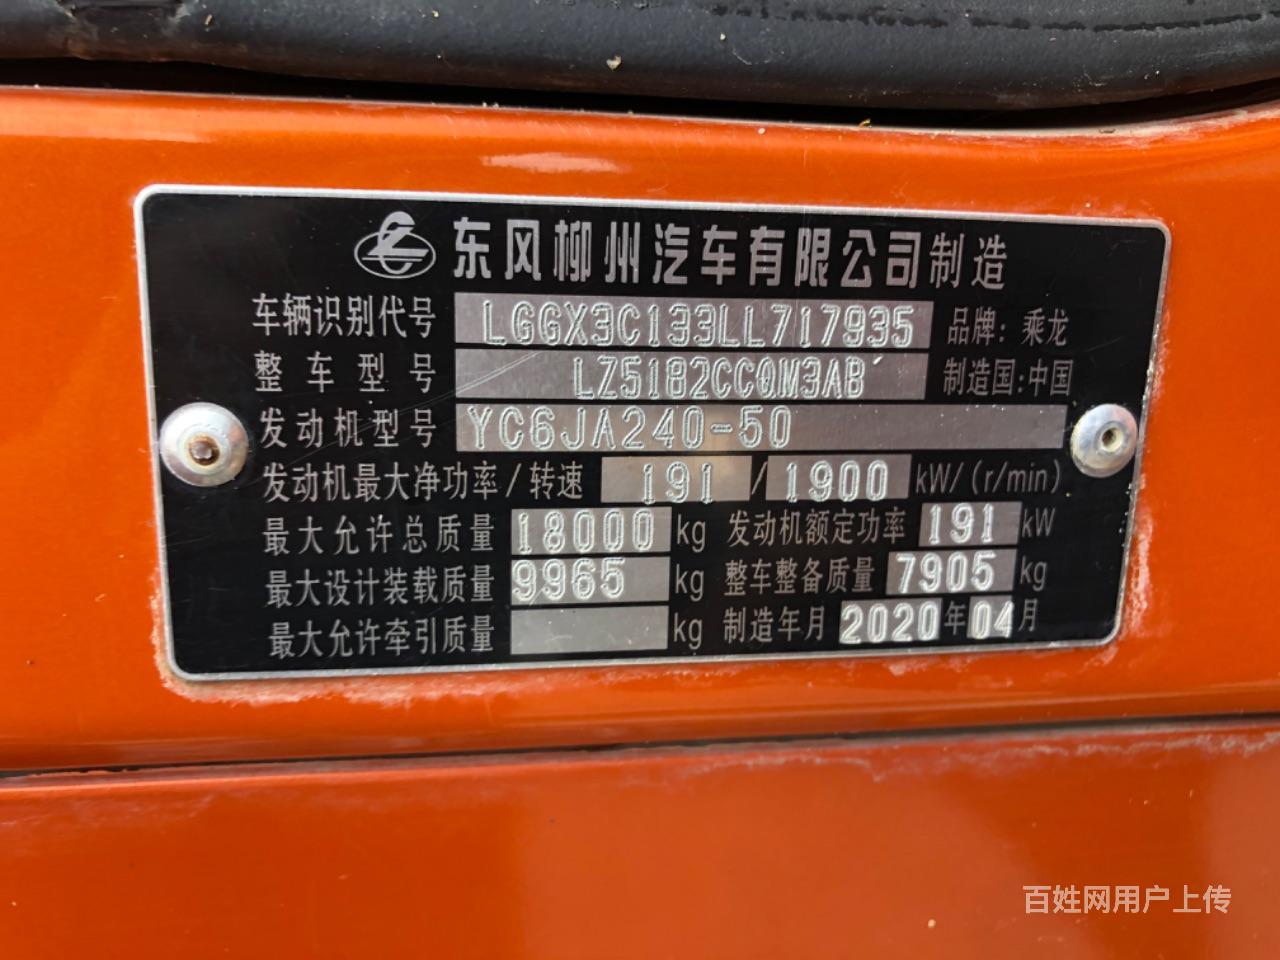 东风柳州汽车有限公司制造
车辆识别代号 LGGX3C133LL717935 品牌: 乘龙
整车型号 LZ5182CCQM3AB 制造国:中国
发动机型号 YC6JA240-50
发动机最大净功率/转速 191 / 1900 kW/(r/min)
最大允许总质量 18000 kg 发动机额定功率 191 kW
最大设计装载质量 9965 kg 整车整备质量 7905 kg
最大允许牵引质量 kg 制造年月 2020年04月
百姓网用户上传